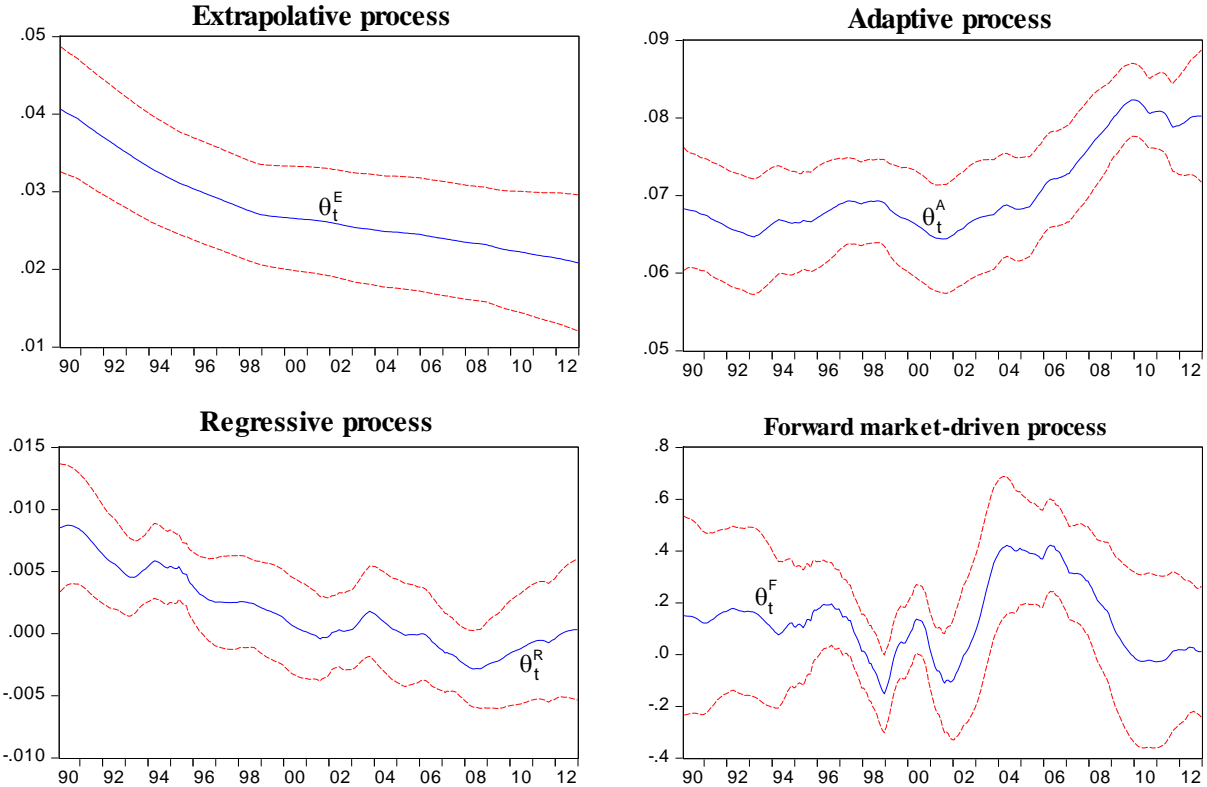 Extrapolative process
.05
.04
.03
.02
.01
θ_t^E
90 92 94 96 98 00 02 04 06 08 10 12
Adaptive process
.09
.08
.07
.06
.05
θ_t^A
90 92 94 96 98 00 02 04 06 08 10 12
Regressive process
.015
.010
.005
.000
-.005
-.010
θ_t^R
90 92 94 96 98 00 02 04 06 08 10 12
Forward market-driven process
.8
.6
.4
.2
.0
-.2
-.4
θ_t^F
90 92 94 96 98 00 02 04 06 08 10 12